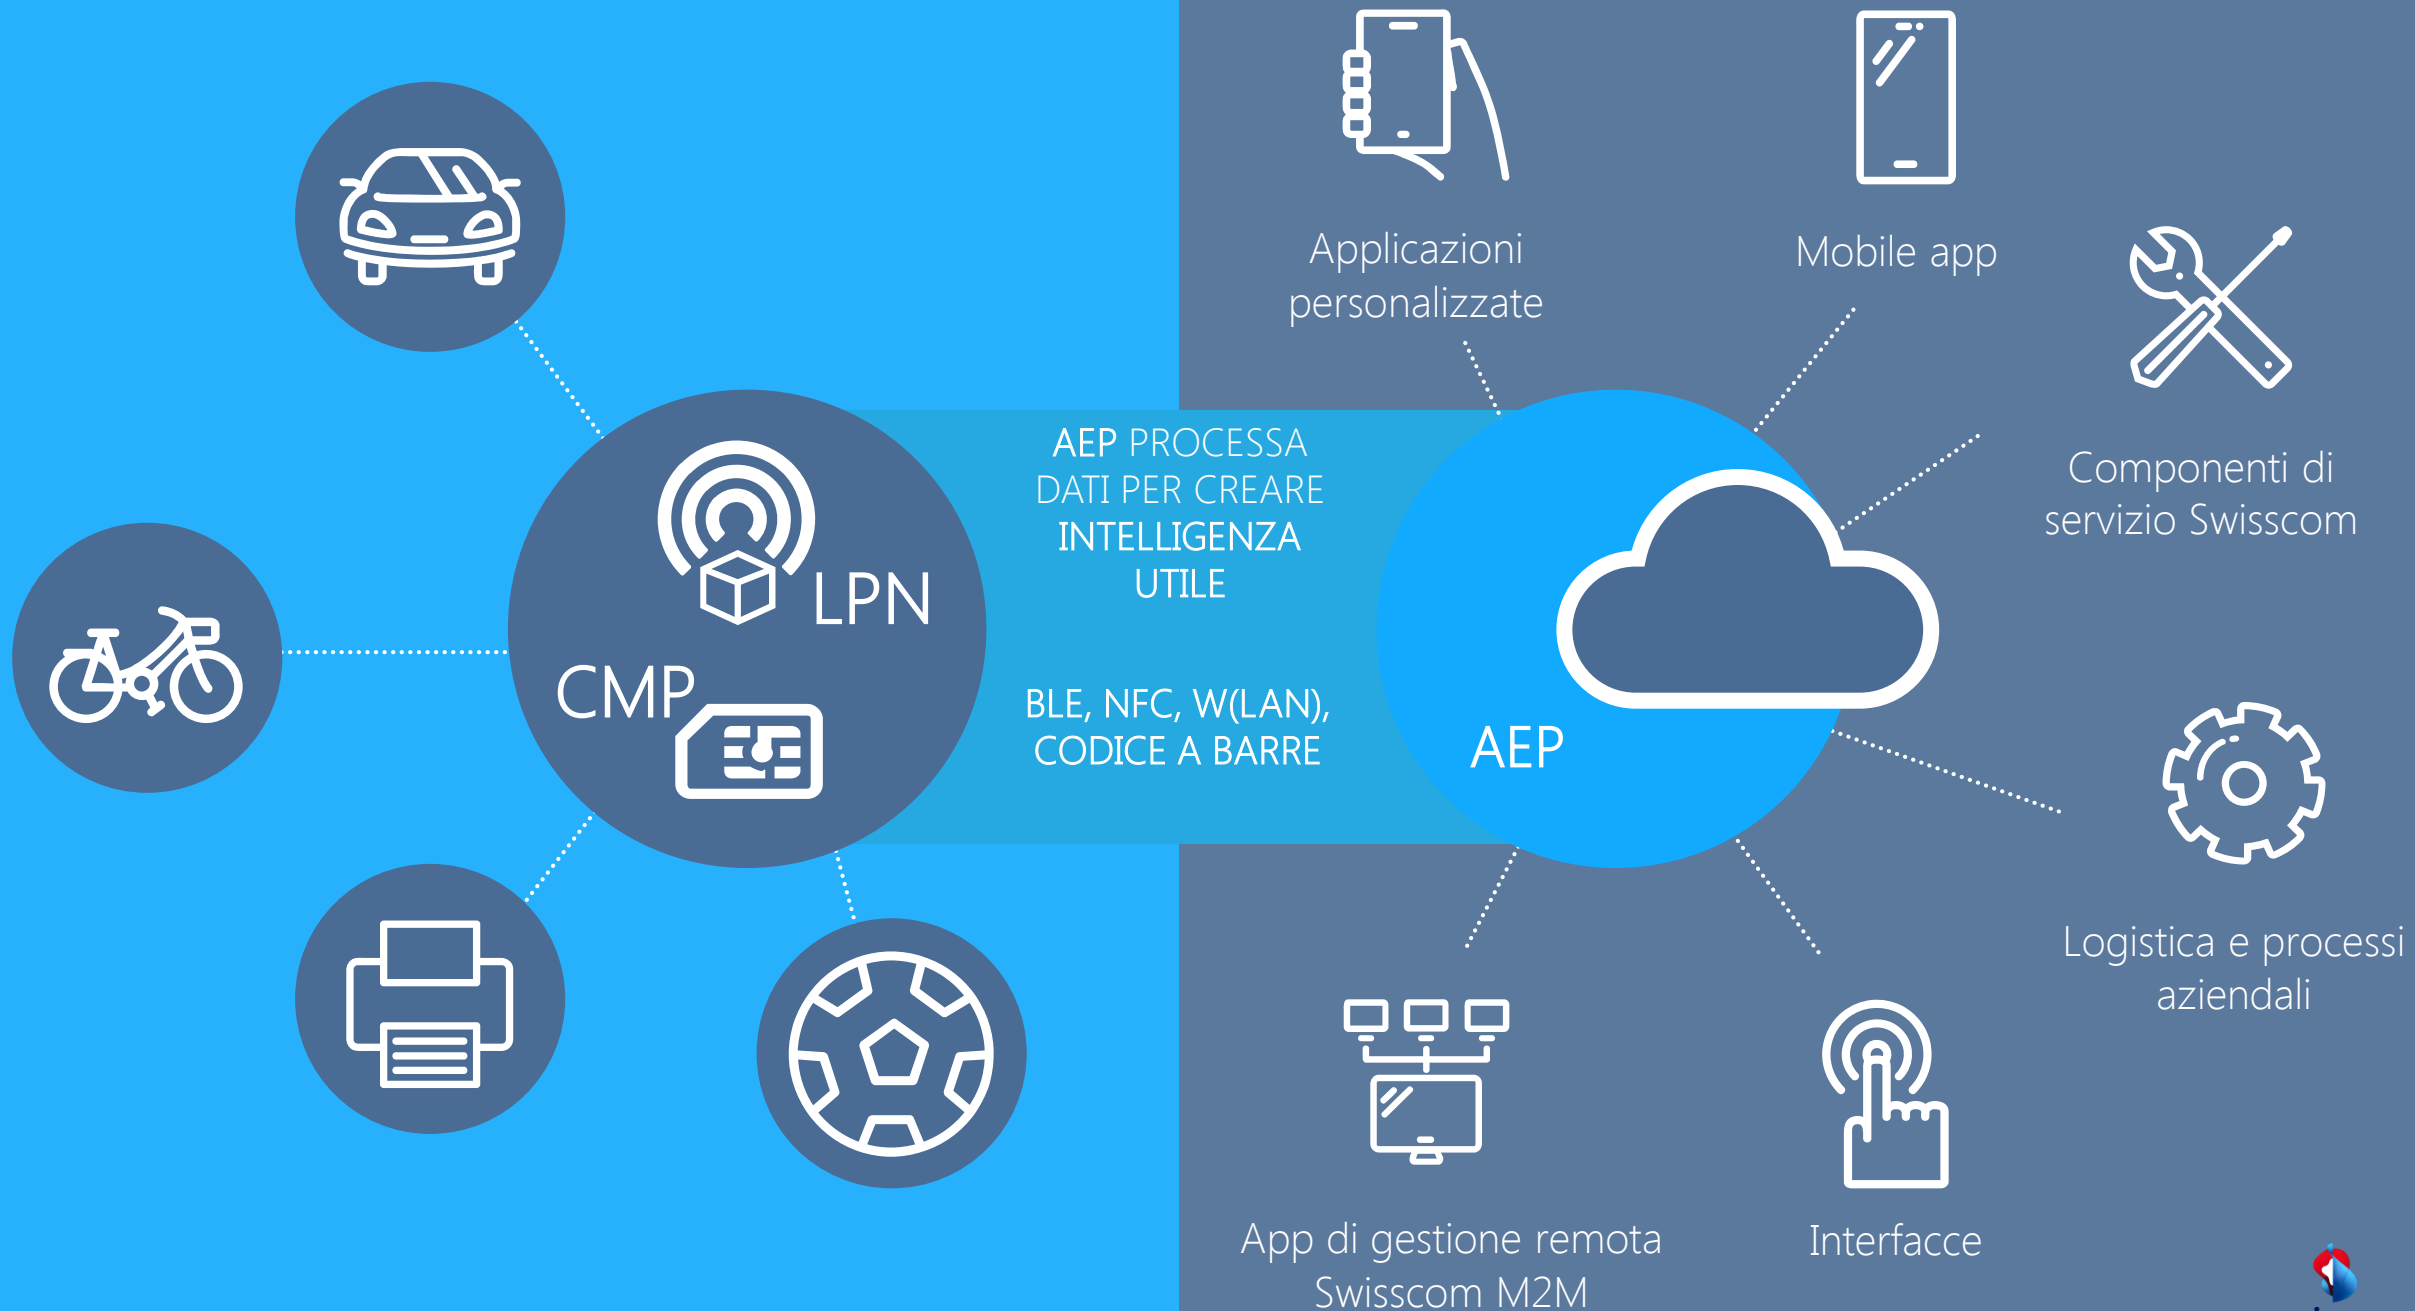 Applicazioni
personalizzate
Mobile app
Componenti di
servizio Swisscom
AEP PROCESSA
DATI PER CREARE
INTELLIGENZA
UTILE
LPN
CMP
BLE, NFC, W(LAN),
CODICE A BARRE
AEP
Logistica e processi
aziendali
App di gestione remota
Swisscom M2M
Interfacce